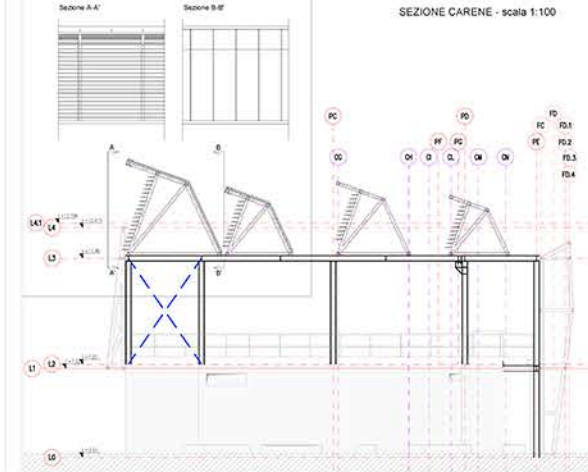 Sezione A-A'
Sezione B-B'
SEZIONE CARENE - scala 1:100
PC
PD
FD
FC
FD.1
CG
CH
CI
PF
CL
PG
CM
CN
PE
FD.2
FD.3
FD.4
A
B
L4.1
L4
L3
A'
B'
L1
L2
L0